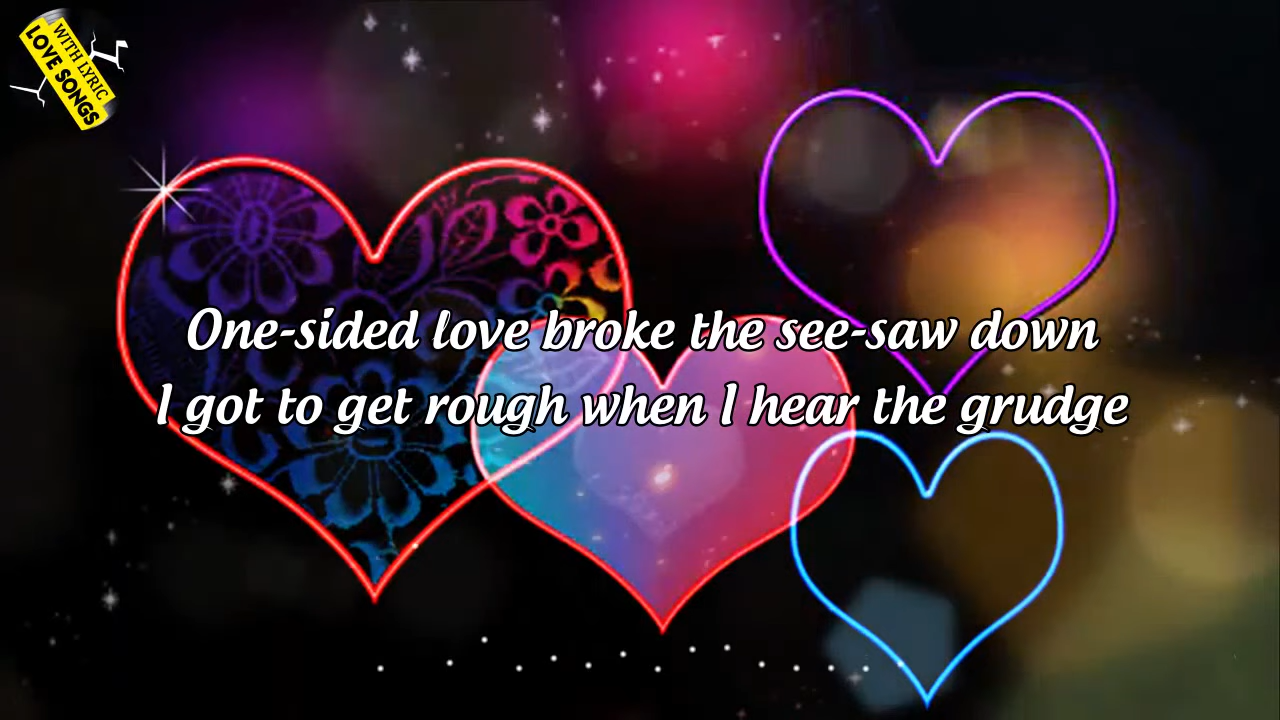 WITH LYRIC
LOVE SONGS
One-sided love broke the see-saw down
I got to get rough when I hear the grudge